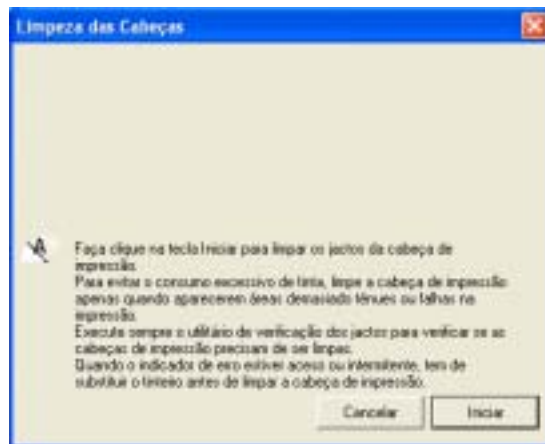 Limpeza das Cabeças
Faça clique na tecla Iniciar para limpar os jactos da cabeça de
impressão.
Para evitar o consumo excessivo de tinta, limpe a cabeça de impressão
apenas quando aparecerem áreas demasiado ténues ou falhas na
impressão.
Execute sempre o utilitário de verificação dos jactos para verificar se as
cabeças de impressão precisam de ser limpas.
Quando o indicador de erro estiver aceso ou intermitente, tem de
substituir o tinteiro antes de limpar a cabeça de impressão.
Cancelar
Iniciar